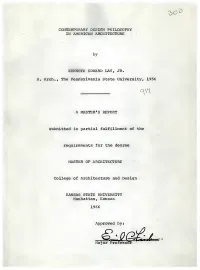 CONTEMPORARY DESIGN PHILOSOPHY
IN AMERICAN ARCHITECTURE
by
KENNETH EDWARD LAY, JR.
B. Arch., The Pennsylvania State University, 1954
A MASTER'S REPORT
submitted in partial fulfillment of the
requirements for the degree
MASTER OF ARCHITECTURE
College of Architecture and Design
KANSAS STATE UNIVERSITY
Manhattan, Kansas
1966
Approved by:
Major Professor